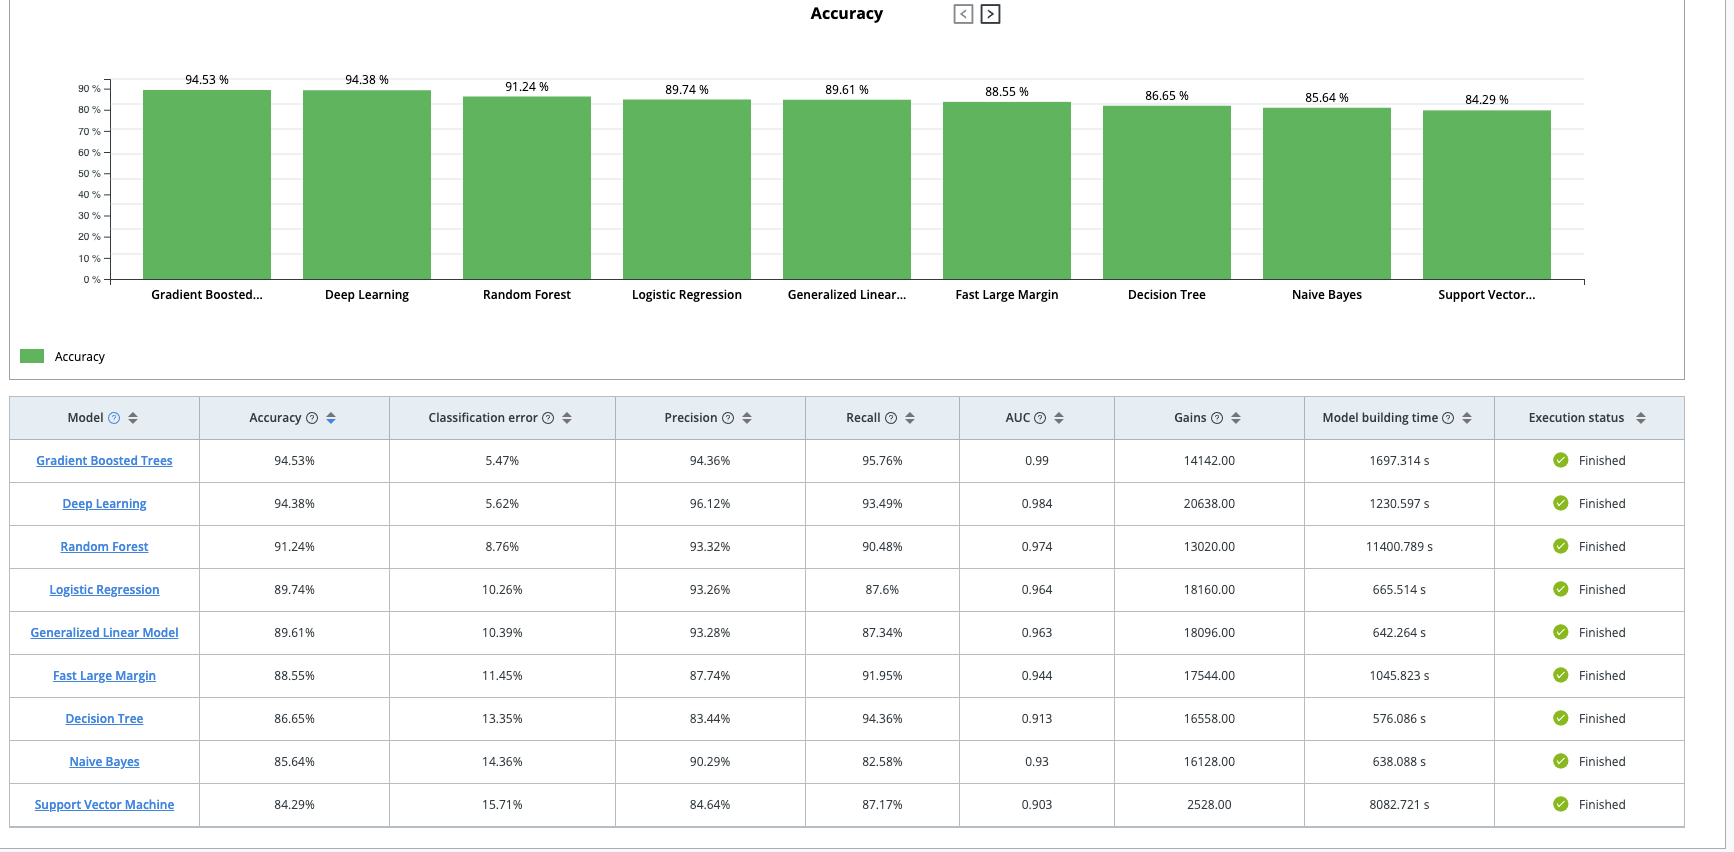 Accuracy < >
94.53 % 94.38 % 91.24 % 89.74 % 89.61 % 88.55 % 86.65 % 85.64 % 84.29 %
90 %
80 %
70 %
60 %
50 %
40 %
30 %
20 %
10 %
0 %
Gradient Boosted... Deep Learning Random Forest Logistic Regression Generalized Linear... Fast Large Margin Decision Tree Naive Bayes Support Vector...
Accuracy
Model ? Accuracy ? Classification error ? Precision ? Recall ? AUC ? Gains ? Model building time ? Execution status
Gradient Boosted Trees 94.53% 5.47% 94.36% 95.76% 0.99 14142.00 1697.314 s Finished
Deep Learning 94.38% 5.62% 96.12% 93.49% 0.984 20638.00 1230.597 s Finished
Random Forest 91.24% 8.76% 93.32% 90.48% 0.974 13020.00 11400.789 s Finished
Logistic Regression 89.74% 10.26% 93.26% 87.6% 0.964 18160.00 665.514 s Finished
Generalized Linear Model 89.61% 10.39% 93.28% 87.34% 0.963 18096.00 642.264 s Finished
Fast Large Margin 88.55% 11.45% 87.74% 91.95% 0.944 17544.00 1045.823 s Finished
Decision Tree 86.65% 13.35% 83.44% 94.36% 0.913 16558.00 576.086 s Finished
Naive Bayes 85.64% 14.36% 90.29% 82.58% 0.93 16128.00 638.088 s Finished
Support Vector Machine 84.29% 15.71% 84.64% 87.17% 0.903 2528.00 8082.721 s Finished